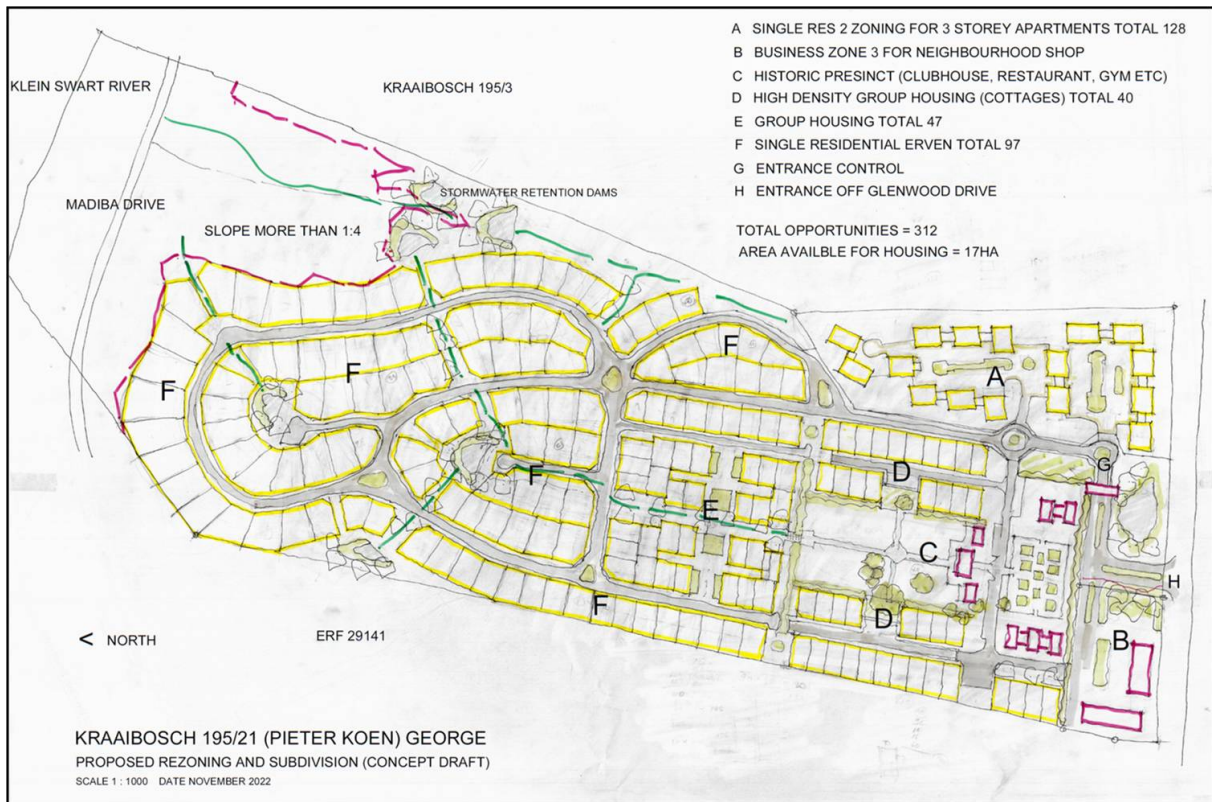 A SINGLE RES 2 ZONING FOR 3 STOREY APARTMENTS TOTAL 128
B BUSINESS ZONE 3 FOR NEIGHBOURHOOD SHOP
C HISTORIC PRESINCT (CLUBHOUSE, RESTAURANT, GYM ETC)
D HIGH DENSITY GROUP HOUSING (COTTAGES) TOTAL 40
E GROUP HOUSING TOTAL 47
F SINGLE RESIDENTIAL ERVEN TOTAL 97
G ENTRANCE CONTROL
H ENTRANCE OFF GLENWOOD DRIVE
TOTAL OPPORTUNITIES = 312
AREA AVAILBLE FOR HOUSING = 17HA
KLEIN SWART RIVER
KRAAIBOSCH 195/3
STORMWATER RETENTION DAMS
MADIBA DRIVE
SLOPE MORE THAN 1:4
F
F
F
A
F
D
G
E
C
H
F
D
B
< NORTH
ERF 29141
KRAAIBOSCH 195/21 (PIETER KOEN) GEORGE
PROPOSED REZONING AND SUBDIVISION (CONCEPT DRAFT)
SCALE 1 : 1000 DATE NOVEMBER 2022